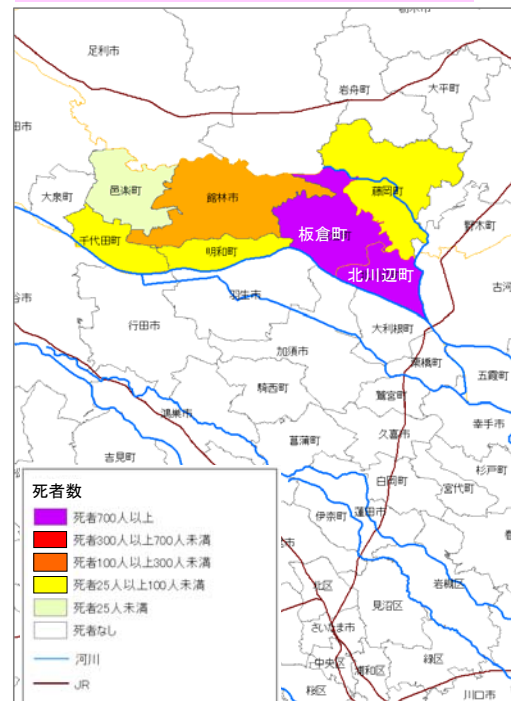 足利市
岩舟町
大平町
田市
大泉町
邑楽町
館林市
藤岡町
野木町
千代田町
明和町
板倉町
北川辺町
古河
谷市
行田市
羽生市
大利根町
加須市
栗橋町
五霞町
騎西町
鷲宮町
鴻巣市
久喜市
幸手市
菖蒲町
吉見町
杉戸町
白岡町
宮代町
伊奈町
蓮田市
岩槻区
北区
見沼区
さいたま市
中央区
浦和区
緑区
桜区
川口市
死者数
死者700人以上
死者300人以上700人未満
死者100人以上300人未満
死者25人以上100人未満
死者25人未満
死者なし
河川
JR